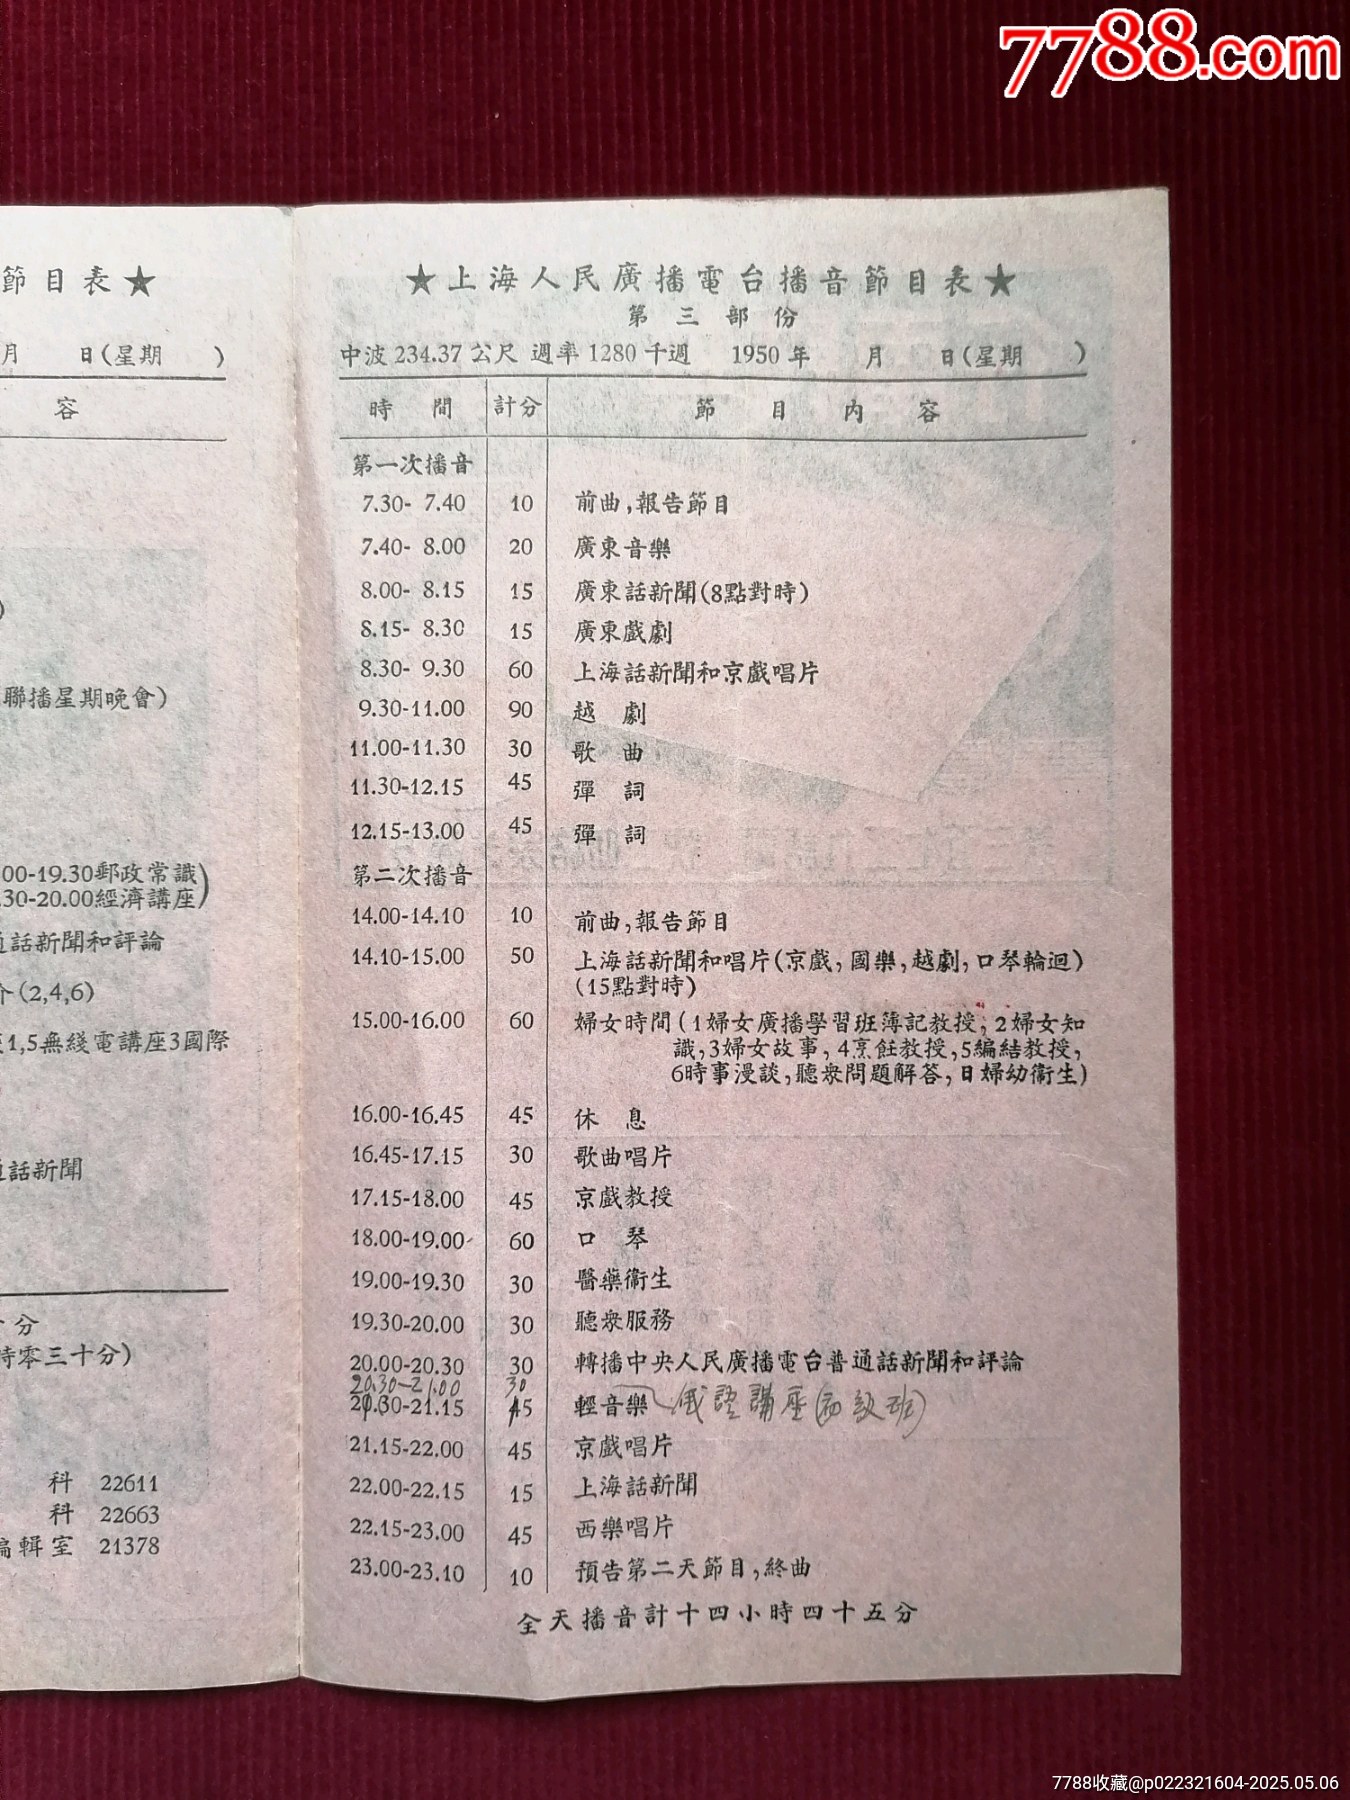 7788.com
節目表★
月 日(星期 )
容
聯播星期晚會)
00-19.30郵政常識)
.30-20.00經濟講座)
話新聞和評論
介(2,4,6)
1,5無綫電講座3國際
話新聞
分
時零三十分)
科 22611
科 22663
編輯室 21378
★上海人民廣播電台播音節目表★
第三部份
中波 234.37 公尺 週率 1280 千週 1950 年 月 日(星期 )
時間 計分 節目內容
第一次播音
7.30- 7.40 10 前曲,報告節目
7.40- 8.00 20 廣東音樂
8.00- 8.15 15 廣東話新聞(8點對時)
8.15- 8.30 15 廣東戲劇
8.30- 9.30 60 上海話新聞和京戲唱片
9.30-11.00 90 越劇
11.00-11.30 30 歌曲
11.30-12.15 45 彈詞
12.15-13.00 45 彈詞
第二次播音
14.00-14.10 10 前曲,報告節目
14.10-15.00 50 上海話新聞和唱片(京戲,國樂,越劇,口琴輪迴)
(15點對時)
15.00-16.00 60 婦女時間(1婦女廣播學習班簿記教授,2婦女知
識,3婦女故事,4烹飪教授,5編結教授,
6時事漫談,聽衆問題解答,日婦幼衞生)
16.00-16.45 45 休息
16.45-17.15 30 歌曲唱片
17.15-18.00 45 京戲教授
18.00-19.00 60 口琴
19.00-19.30 30 醫藥衞生
19.30-20.00 30 聽衆服務
20.00-20.30 30 轉播中央人民廣播電台普通話新聞和評論
20.30-21.00 30
20.30-21.15 45 輕音樂 俄語講座(初級班)
21.15-22.00 45 京戲唱片
22.00-22.15 15 上海話新聞
22.15-23.00 45 西樂唱片
23.00-23.10 10 預告第二天節目,終曲
全天播音計十四小時四十五分
7788收藏@p022321604-2025.05.06